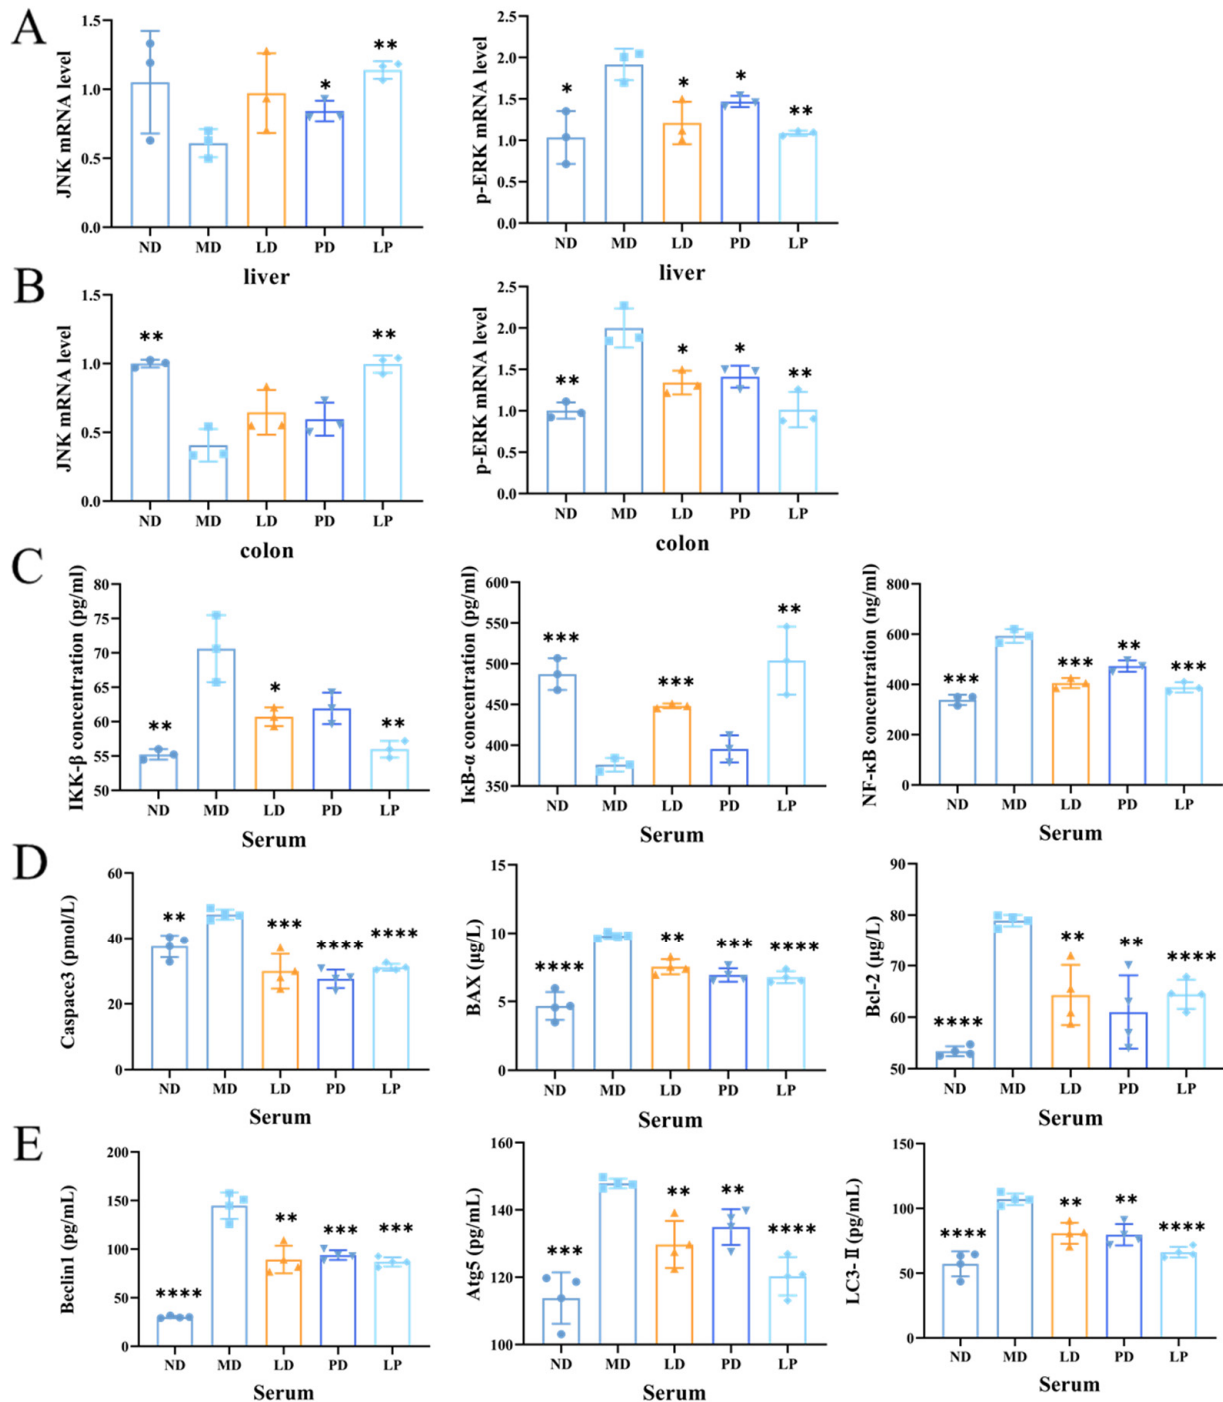 A
JNK mRNA level
1.5
1.0
0.5
0.0
**
*
ND MD LD PD LP
liver
p-ERK mRNA level
2.5
2.0
1.5
1.0
0.5
0.0
* * * **
ND MD LD PD LP
liver
B
JNK mRNA level
1.5
1.0
0.5
0.0
** **
ND MD LD PD LP
colon
p-ERK mRNA level
2.5
2.0
1.5
1.0
0.5
0.0
** * * **
ND MD LD PD LP
colon
C
IKK-β concentration (pg/ml)
80
75
70
65
60
55
50
** * **
ND MD LD PD LP
Serum
IκB-α concentration (pg/ml)
600
550
500
450
400
350
*** *** **
ND MD LD PD LP
Serum
NF-κB concentration (ng/ml)
800
600
400
200
0
*** *** ** ***
ND MD LD PD LP
Serum
D
Caspace3 (pmol/L)
60
40
20
0
** *** **** ****
ND MD LD PD LP
Serum
BAX (μg/L)
15
10
5
0
**** ** *** ****
ND MD LD PD LP
Serum
Bcl-2 (μg/L)
90
80
70
60
50
**** ** ** ****
ND MD LD PD LP
Serum
E
Beclin1 (pg/mL)
200
150
100
50
0
**** ** *** ***
ND MD LD PD LP
Serum
Atg5 (pg/mL)
160
140
120
100
*** ** ** ****
ND MD LD PD LP
Serum
LC3-Ⅱ (pg/mL)
150
100
50
0
**** ** ** ****
ND MD LD PD LP
Serum